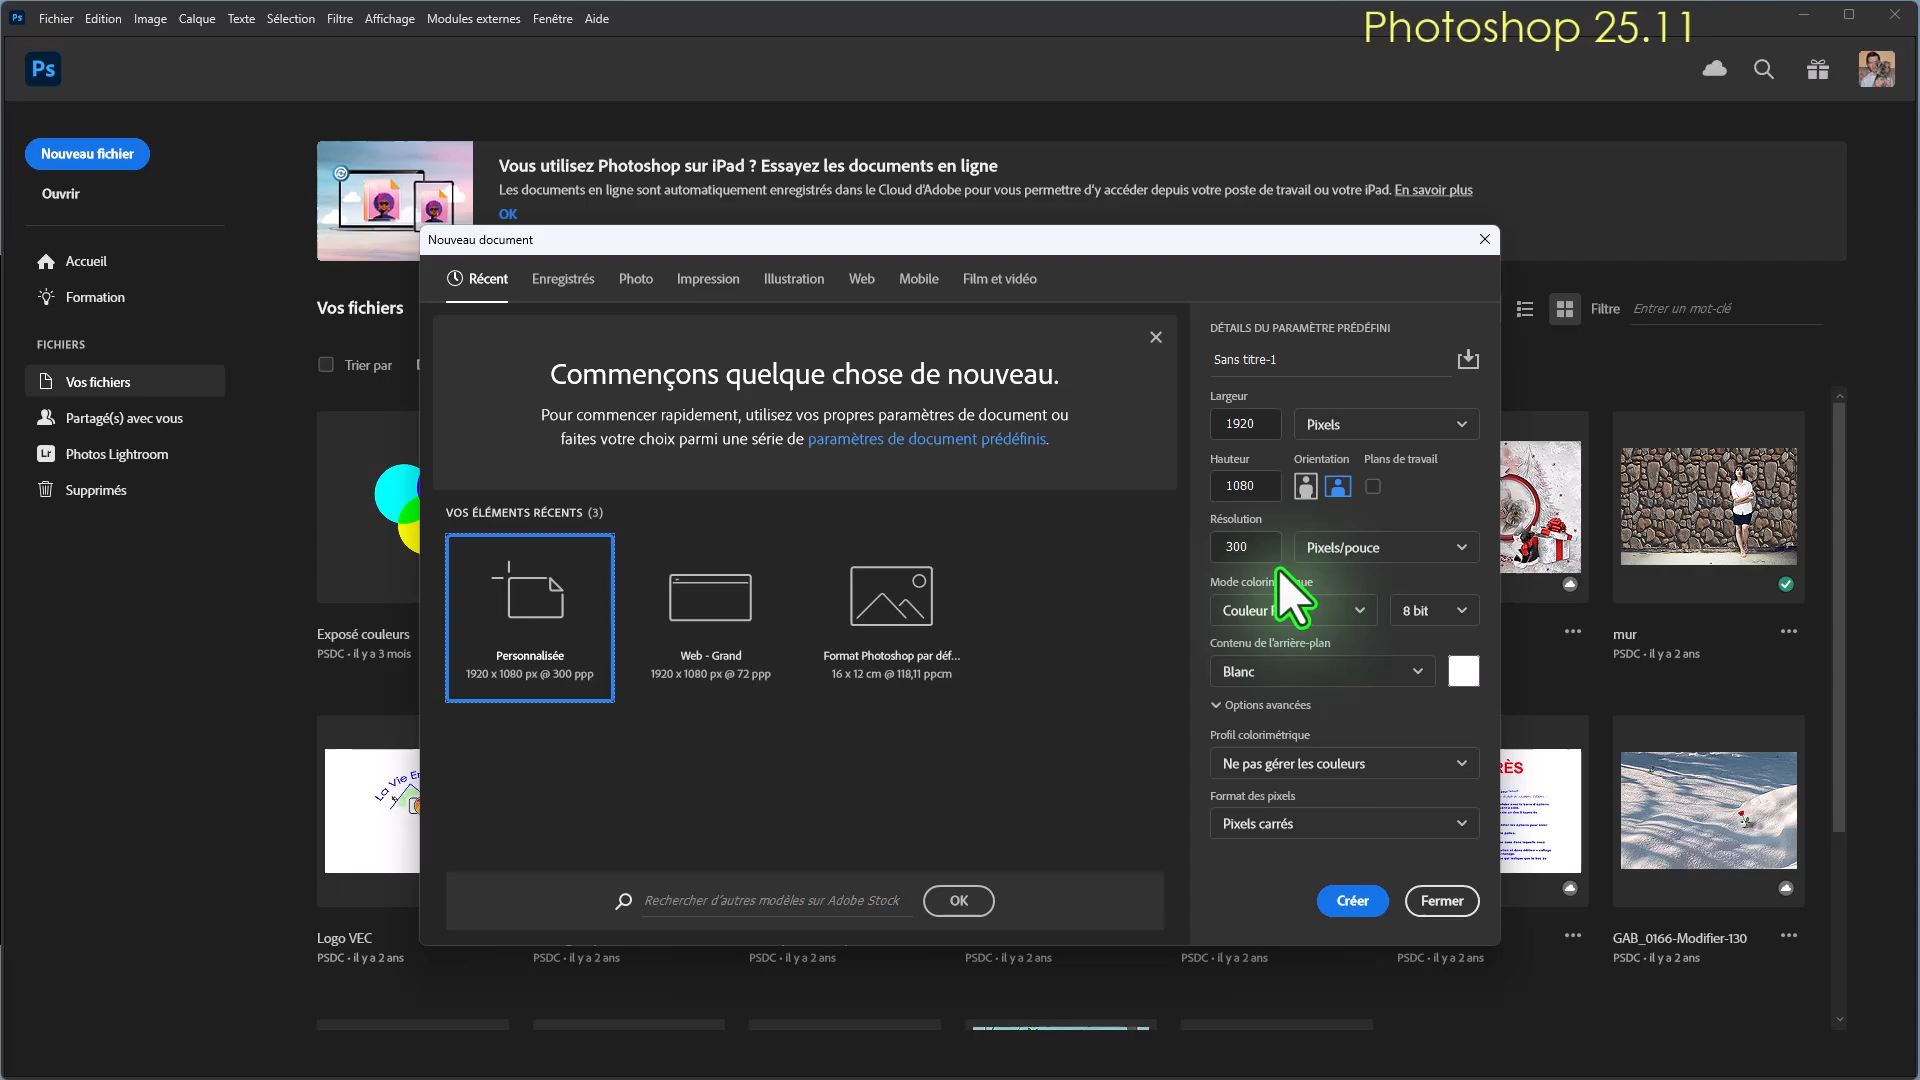 Ps Fichier Edition Image Calque Texte Sélection Filtre Affichage Modules externes Fenêtre Aide
Photoshop 25.11
Ps
Nouveau fichier
Ouvrir
Accueil
Formation
FICHIERS
Vos fichiers
Partagé(s) avec vous
Lr Photos Lightroom
Supprimés
Vous utilisez Photoshop sur iPad ? Essayez les documents en ligne
Les documents en ligne sont automatiquement enregistrés dans le Cloud d'Adobe pour vous permettre d'y accéder depuis votre poste de travail ou votre iPad. En savoir plus
OK
Vos fichiers
Filtre Entrer un mot-clé
Trier par
Nouveau document
Récent Enregistrés Photo Impression Illustration Web Mobile Film et vidéo
Commençons quelque chose de nouveau.
Pour commencer rapidement, utilisez vos propres paramètres de document ou
faites votre choix parmi une série de paramètres de document prédéfinis.
VOS ÉLÉMENTS RÉCENTS (3)
Personnalisée
1920 x 1080 px @ 300 ppp
Web - Grand
1920 x 1080 px @ 72 ppp
Format Photoshop par déf...
16 x 12 cm @ 118,11 ppcm
Rechercher d'autres modèles sur Adobe Stock
OK
DÉTAILS DU PARAMÈTRE PRÉDÉFINI
Sans titre-1
Largeur
1920 Pixels
Hauteur Orientation Plans de travail
1080
Résolution
300 Pixels/pouce
Mode
Couleur 8 bit
Contenu de l'arrière-plan
Blanc
Options avancées
Profil colorimétrique
Ne pas gérer les couleurs
Format des pixels
Pixels carrés
Créer Fermer
Exposé couleurs
PSDC • il y a 3 mois
mur
PSDC • il y a 2 ans
La Vie
Logo VEC
PSDC • il y a 2 ans
PSDC • il y a 2 ans
PSDC • il y a 2 ans
PSDC • il y a 2 ans
PSDC • il y a 2 ans
PSDC • il y a 2 ans
GAB_0166-Modifier-130
PSDC • il y a 2 ans